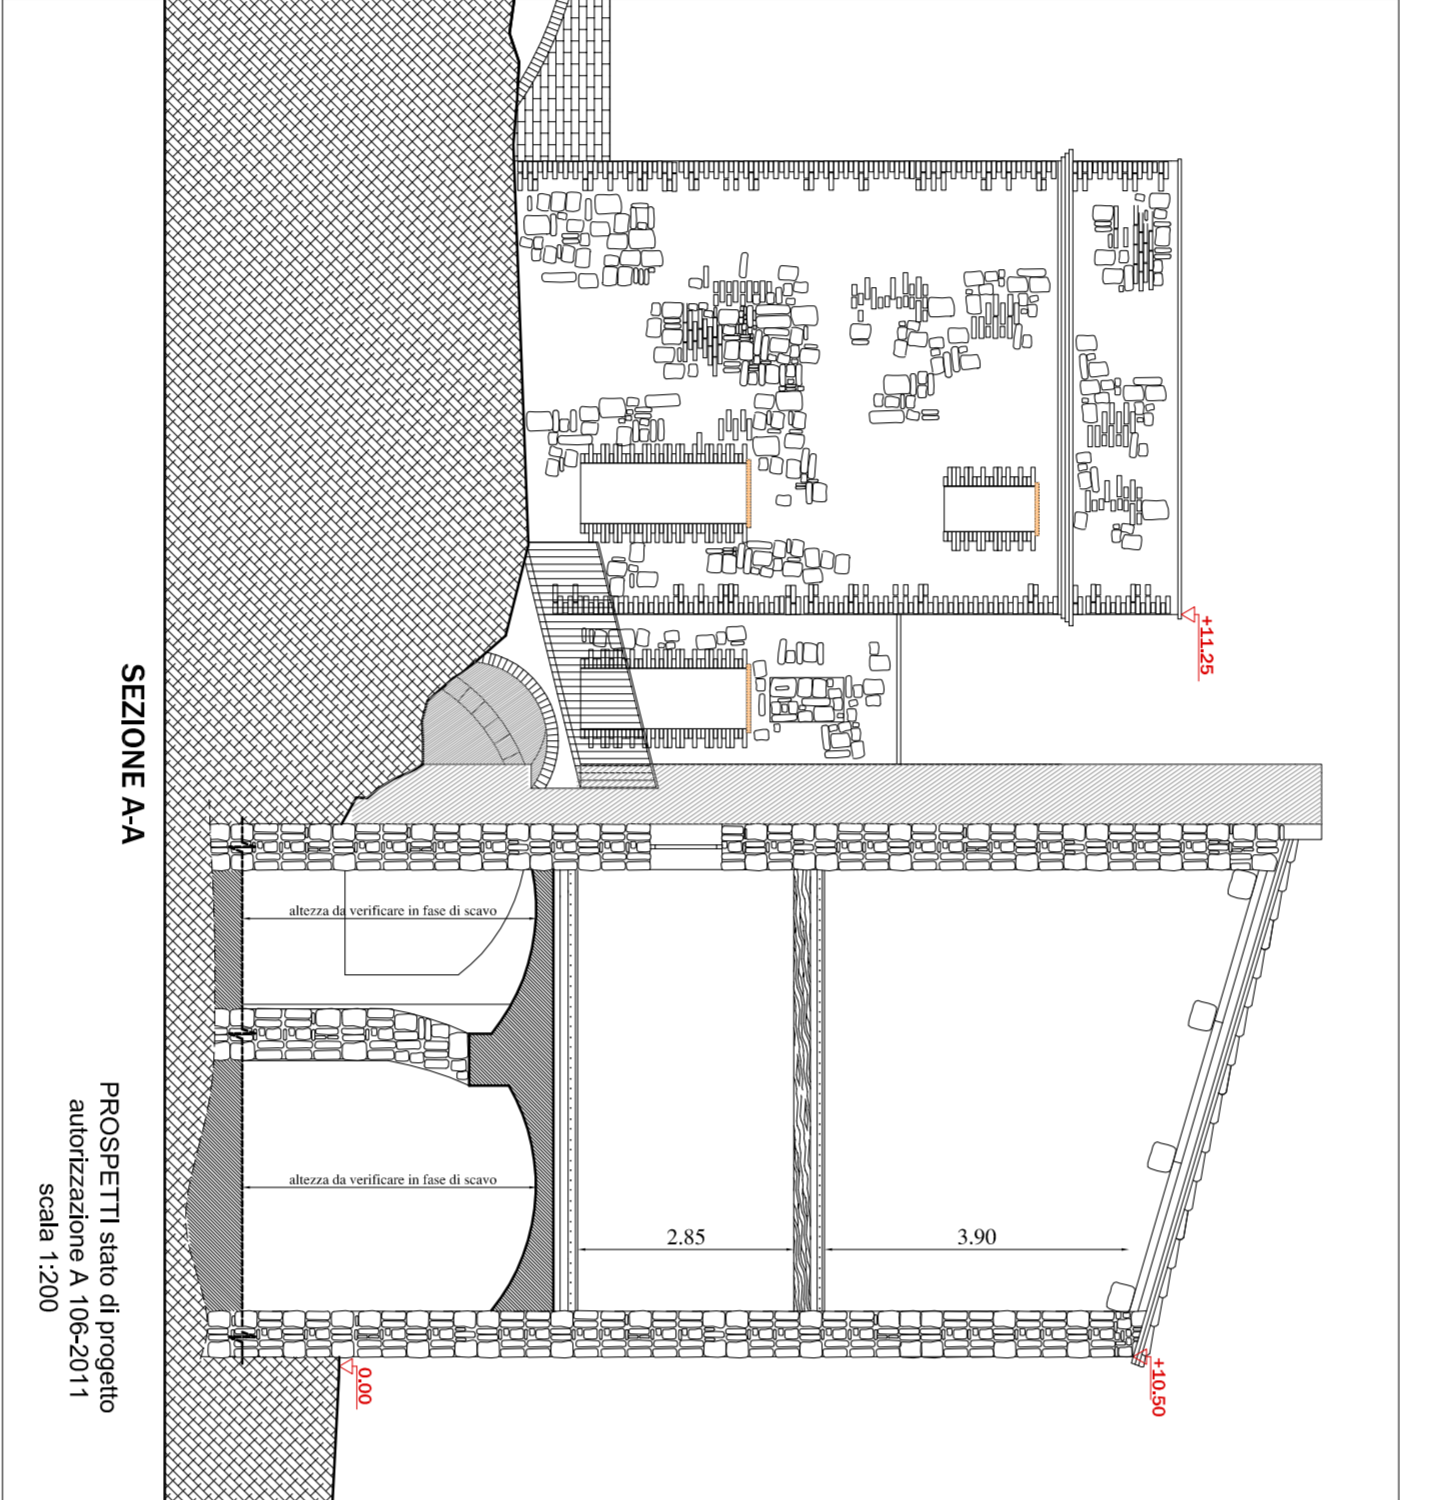 +11.25
SEZIONE A-A
altezza da verificare in fase di scavo
altezza da verificare in fase di scavo
2.85
3.90
+10.50
0.00
PROSPETTI stato di progetto
autorizzazione A 106-2011
scala 1:200